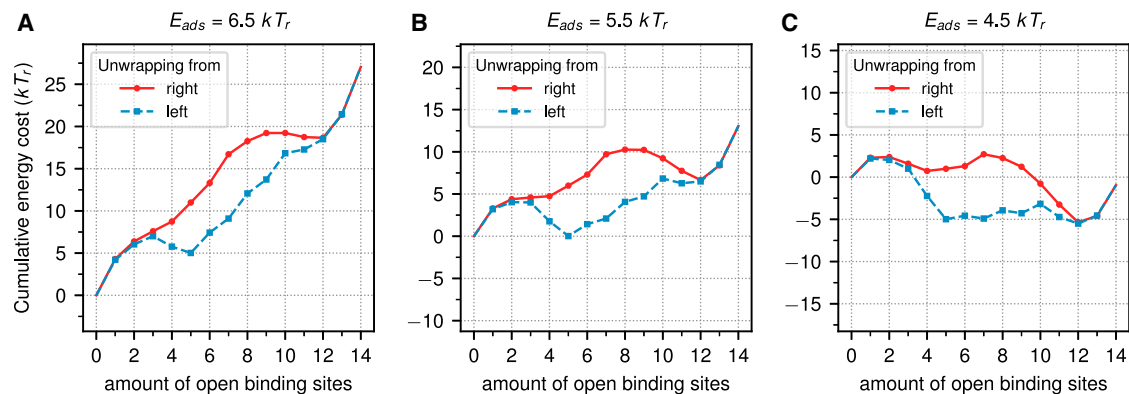 A
E_ads = 6.5 kT_r
Cumulative energy cost (kT_r)
25
20
15
10
5
0
Unwrapping from
right
left
0 2 4 6 8 10 12 14
amount of open binding sites
B
E_ads = 5.5 kT_r
20
15
10
5
0
−5
−10
Unwrapping from
right
left
0 2 4 6 8 10 12 14
amount of open binding sites
C
E_ads = 4.5 kT_r
15
10
5
0
−5
−10
−15
Unwrapping from
right
left
0 2 4 6 8 10 12 14
amount of open binding sites